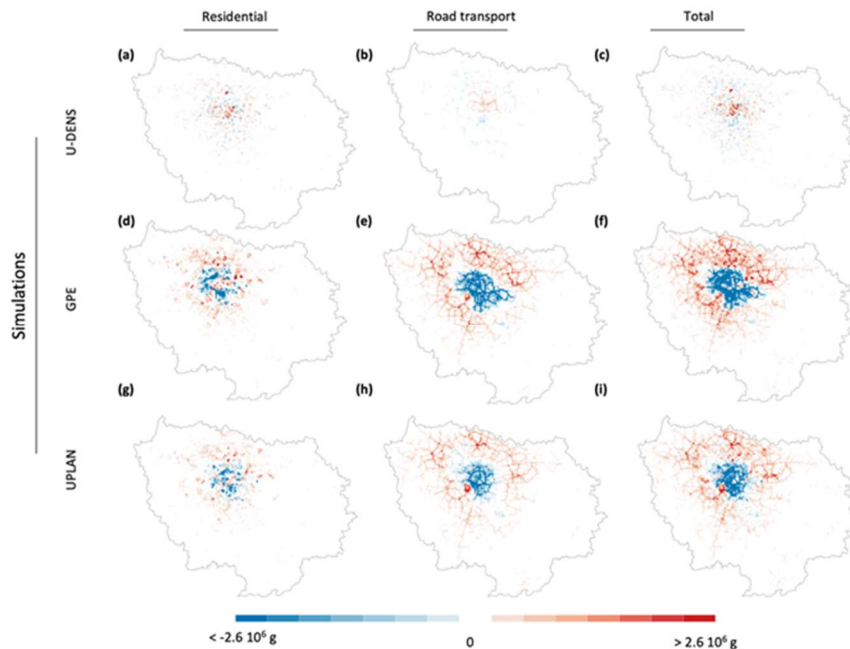 Residential Road transport Total
(a) (b) (c)
U-DENS
(d) (e) (f)
Simulations
GPE
(g) (h) (i)
UPLAN
< -2.6 10⁶ g 0 > 2.6 10⁶ g